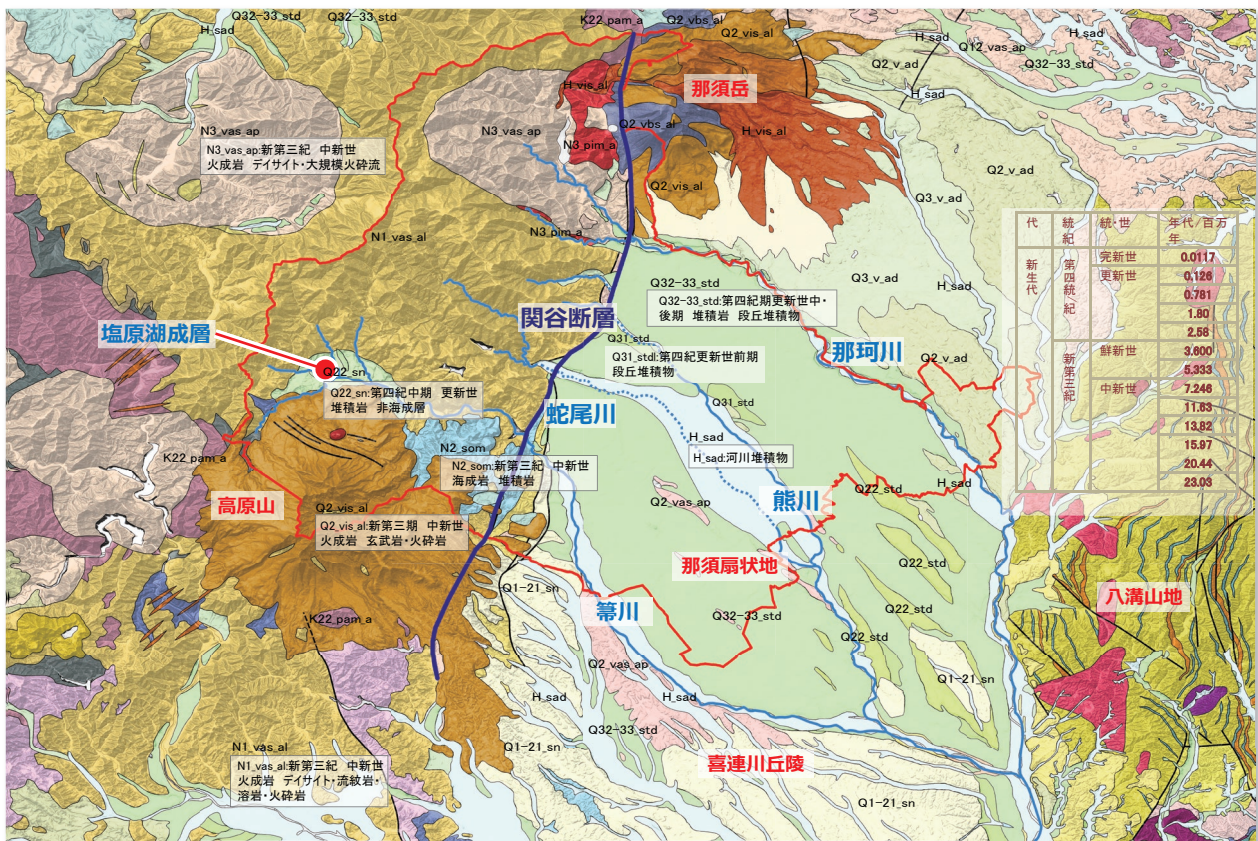 Q32-33_std
H_sad
K22_pam_a
Q2_vbs_al
Q2_vis_al
H_sad
Q12_vas_ap
Q32-33_std
Q2_v_ad
H_sad
那須岳
H_vis_al
N3_vas_ap
N3_vas_ap
Q2_vbs_al
H_vis_al
N3_vas_ap:新第三紀 中新世
火成岩 デイサイト・大規模火砕流
N3_pim_a
Q2_v_ad
Q2_vis_al
Q3_v_ad
N1_vas_al
N3_pim_a
Q3_v_ad
H_sad
Q32-33_std
Q32-33_std:第四紀期更新世中・
後期 堆積岩 段丘堆積物
関谷断層
塩原湖成層
Q31_std
Q31_stdl:第四紀更新世前期
段丘堆積物
那珂川
Q2_v_ad
Q22_sn
Q22_sn:第四紀中期 更新世
堆積岩 非海成層
蛇尾川
Q31_std
H_sad
H_sad:河川堆積物
N2_som
N2_som:新第三紀 中新世
海成岩 堆積岩
K22_pam_a
H_sad
Q22_std
熊川
高原山
Q2_vis_al
Q2_vis_al:新第三期 中新世
火成岩 玄武岩・火砕岩
Q2_vas_ap
那須扇状地
Q22_std
Q1-21_sn
箒川
八溝山地
Q22_std
K22_pam_a
Q32-33_std
Q22_std
Q2_vas_ap
Q1-21_sn
H_sad
H_sad
Q32-33_std
N1_vas_al
Q1-21_sn
喜連川丘陵
N1_vas_al:新第三紀 中新世
火成岩 デイサイト・流紋岩・
溶岩・火砕岩
Q1-21_sn
代 統紀 統・世 年代/百万年
新生代 第四統/紀 完新世 0.0117
更新世 0.126
0.781
1.80
2.58
新第三紀 鮮新世 3.600
5.333
中新世 7.246
11.63
13.82
15.97
20.44
23.03